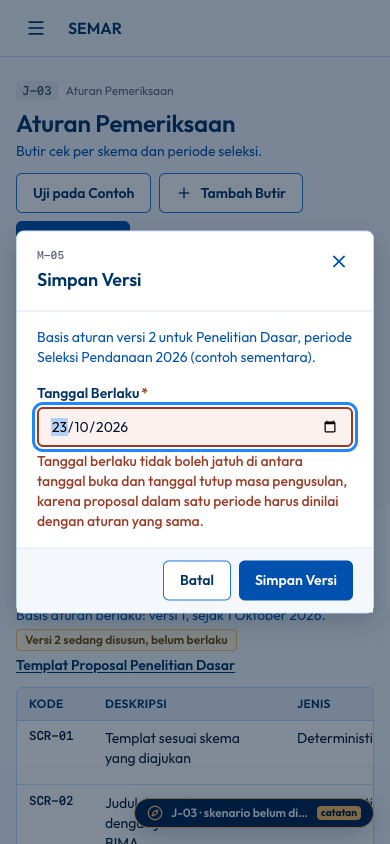 SEMAR
J-03 Aturan Pemeriksaan
Aturan Pemeriksaan
Butir cek per skema dan periode seleksi.
Uji pada Contoh
Tambah Butir
M-05
Simpan Versi
Basis aturan versi 2 untuk Penelitian Dasar, periode
Seleksi Pendanaan 2026 (contoh sementara).
Tanggal Berlaku *
23/10/2026
Tanggal berlaku tidak boleh jatuh di antara
tanggal buka dan tanggal tutup masa pengusulan,
karena proposal dalam satu periode harus dinilai
dengan aturan yang sama.
Batal
Simpan Versi
Basis aturan berlaku: versi 1, sejak 1 Oktober 2026.
Versi 2 sedang disusun, belum berlaku
Templat Proposal Penelitian Dasar
KODE DESKRIPSI JENIS
SCR-01 Templat sesuai skema Deterministi
yang diajukan
SCR-02 Judul
J-03 · skenario belum di... catatan
BIMA